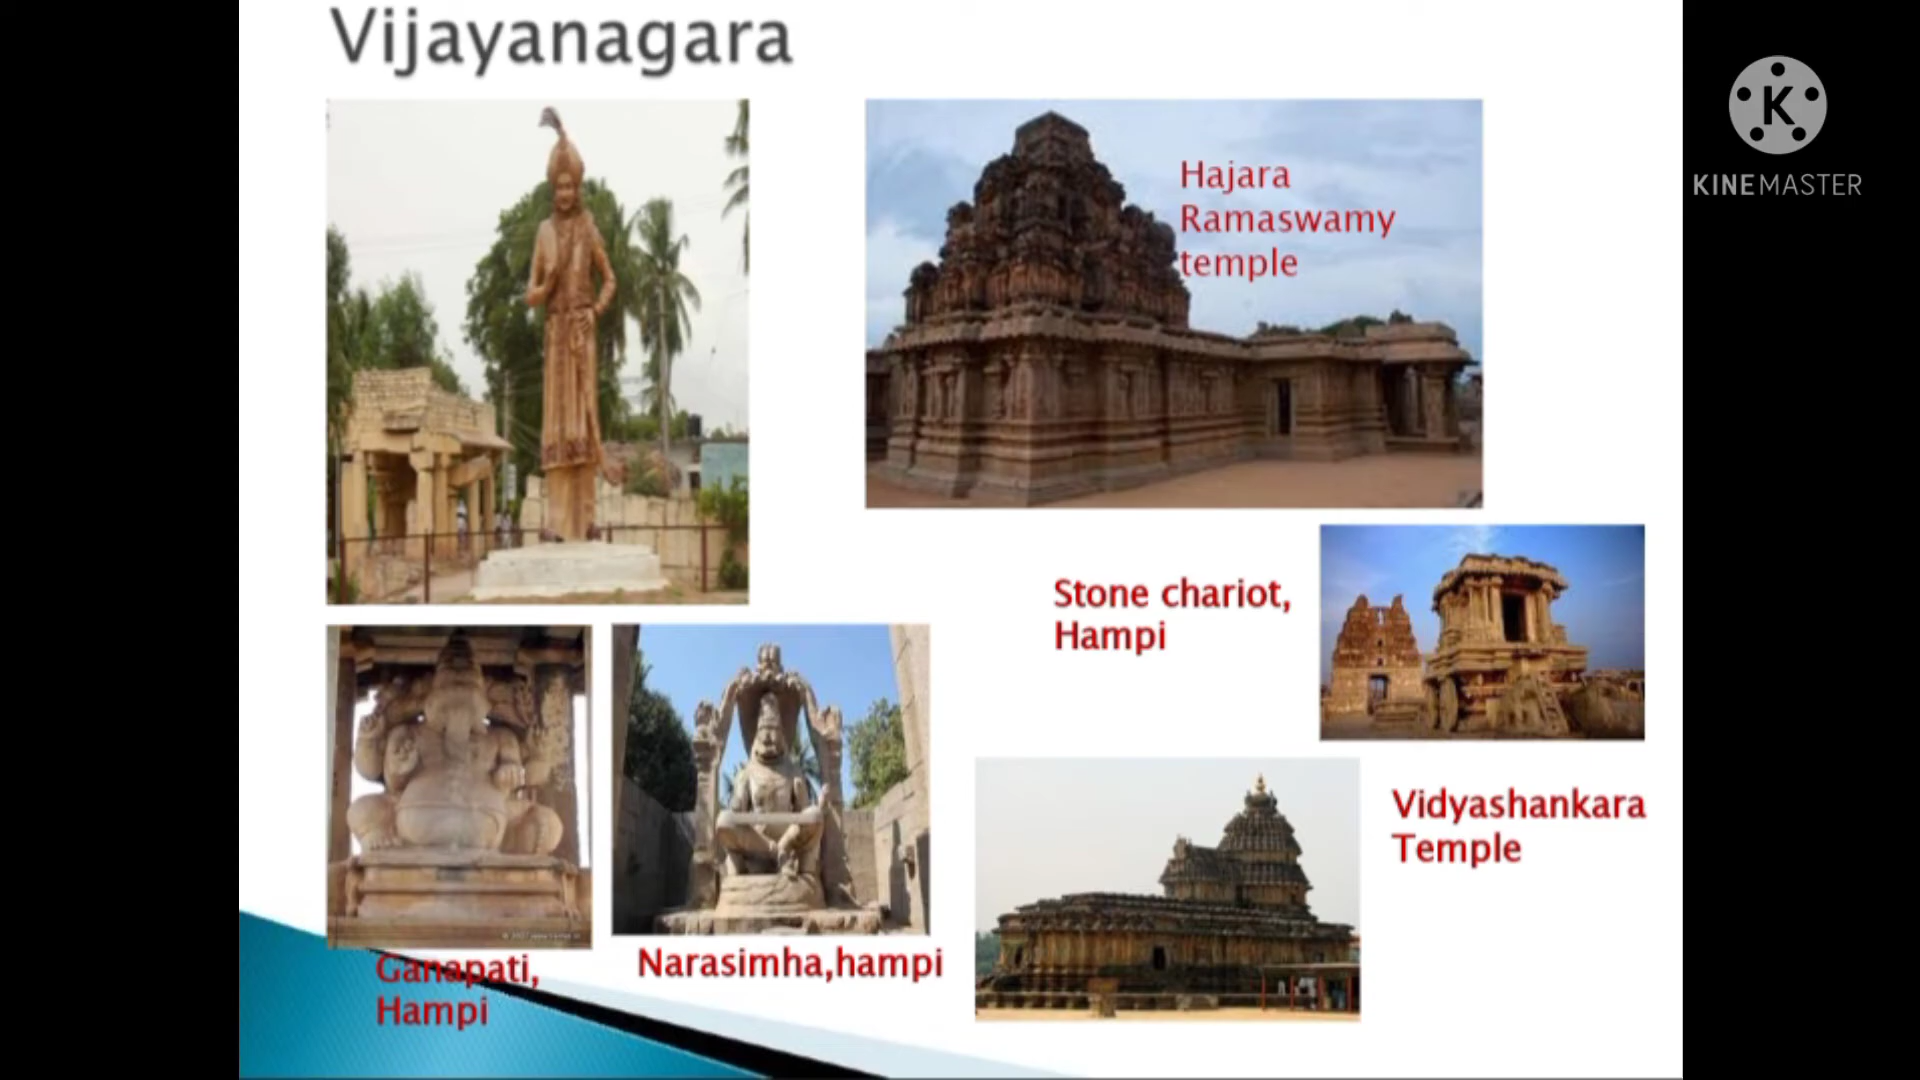 Vijayanagara
Hajara
Ramaswamy
temple
KINEMASTER
Stone chariot,
Hampi
Vidyashankara
Temple
Ganapati,
Hampi
Narasimha,hampi